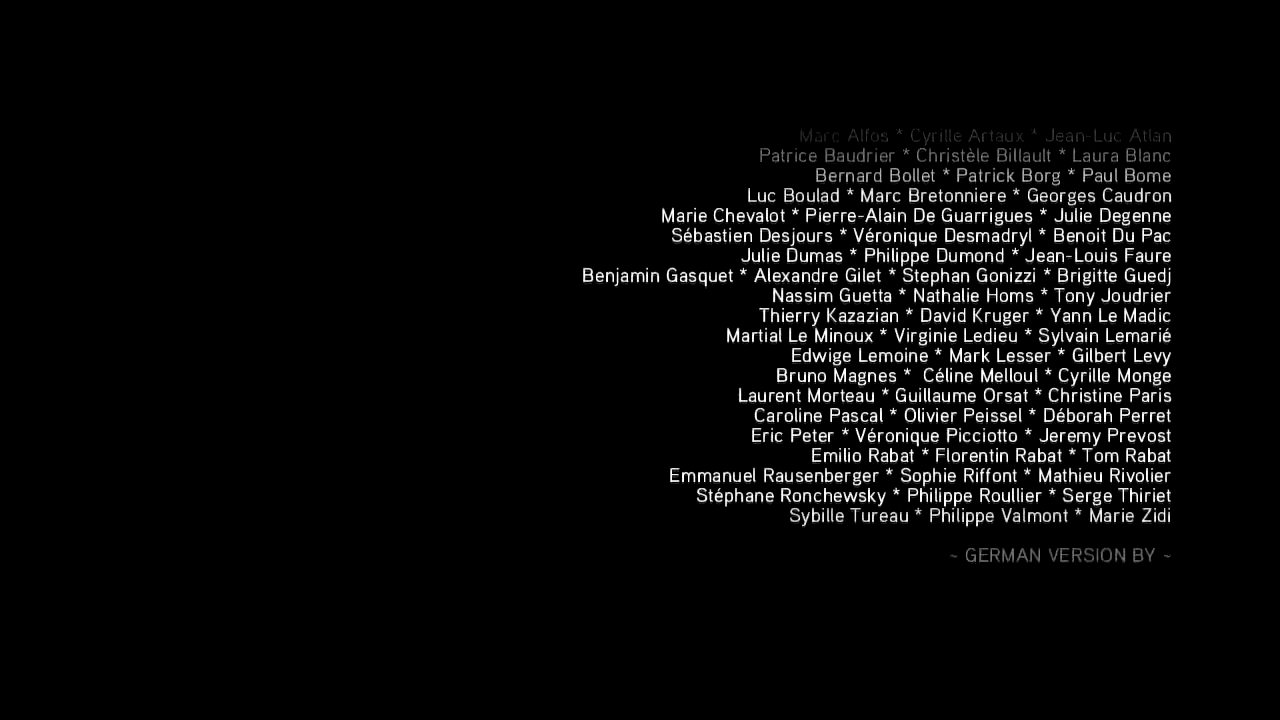 Marc Alfos * Cyrille Artaux * Jean-Luc Atlan
Patrice Baudrier * Christèle Billault * Laura Blanc
Bernard Bollet * Patrick Borg * Paul Bome
Luc Boulad * Marc Bretonniere * Georges Caudron
Marie Chevalot * Pierre-Alain De Guarrigues * Julie Degenne
Sébastien Desjours * Véronique Desmadryl * Benoit Du Pac
Julie Dumas * Philippe Dumond * Jean-Louis Faure
Benjamin Gasquet * Alexandre Gilet * Stephan Gonizzi * Brigitte Guedj
Nassim Guetta * Nathalie Homs * Tony Joudrier
Thierry Kazazian * David Kruger * Yann Le Madic
Martial Le Minoux * Virginie Ledieu * Sylvain Lemarié
Edwige Lemoine * Mark Lesser * Gilbert Levy
Bruno Magnes * Céline Melloul * Cyrille Monge
Laurent Morteau * Guillaume Orsat * Christine Paris
Caroline Pascal * Olivier Peissel * Déborah Perret
Eric Peter * Véronique Picciotto * Jeremy Prevost
Emilio Rabat * Florentin Rabat * Tom Rabat
Emmanuel Rausenberger * Sophie Riffont * Mathieu Rivolier
Stéphane Ronchewsky * Philippe Roullier * Serge Thiriet
Sybille Tureau * Philippe Valmont * Marie Zidi
~ GERMAN VERSION BY ~